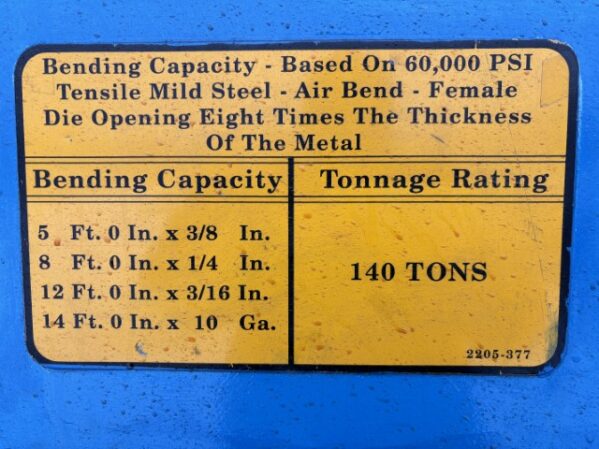 Bending Capacity - Based On 60,000 PSI
Tensile Mild Steel - Air Bend - Female
Die Opening Eight Times The Thickness
Of The Metal
Bending Capacity
Tonnage Rating
5 Ft. 0 In. x 3/8 In.
8 Ft. 0 In. x 1/4 In.
12 Ft. 0 In. x 3/16 In.
14 Ft. 0 In. x 10 Ga.
140 TONS
2205-377